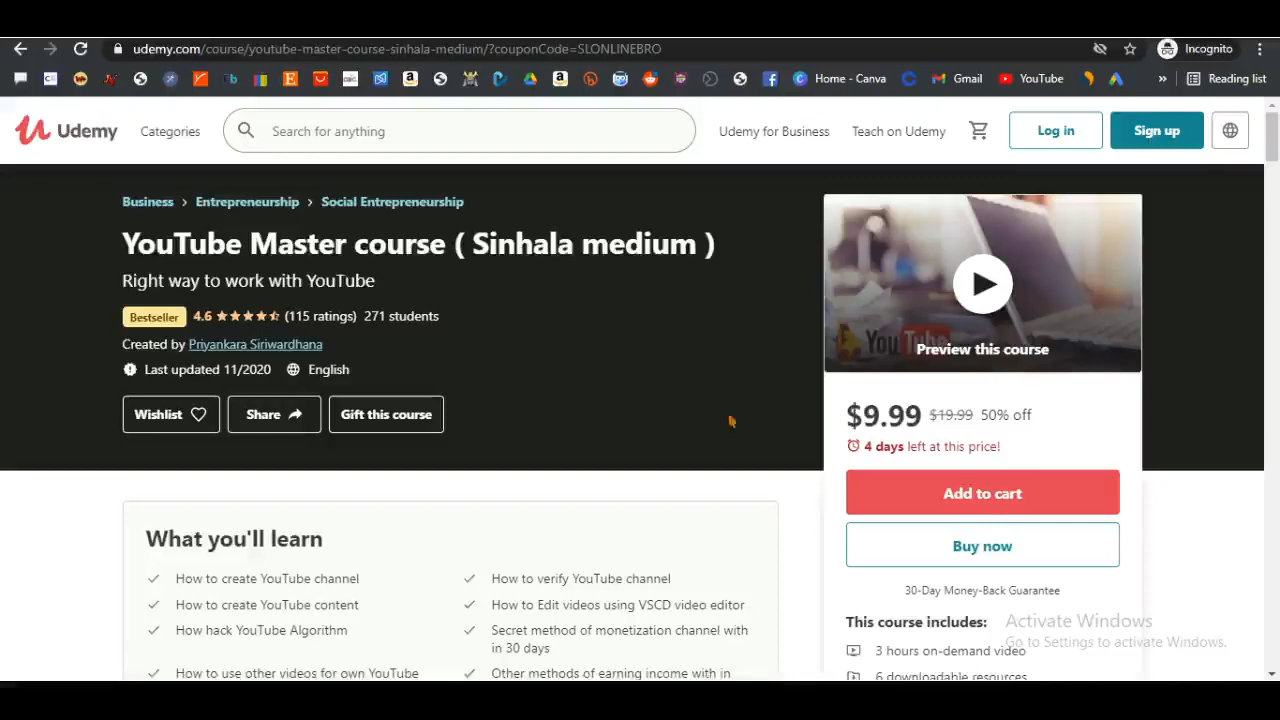 udemy.com/course/youtube-master-course-sinhala-medium/?couponCode=SLONLINEBRO
Incognito
Home - Canva
Gmail
YouTube
»
Reading list
Udemy
Categories
Search for anything
Udemy for Business
Teach on Udemy
Log in
Sign up
Business › Entrepreneurship › Social Entrepreneurship
YouTube Master course ( Sinhala medium )
Right way to work with YouTube
Bestseller 4.6 (115 ratings) 271 students
Created by Priyankara Siriwardhana
Last updated 11/2020 English
Wishlist
Share
Gift this course
You Tube
Preview this course
$9.99 $19.99 50% off
4 days left at this price!
Add to cart
Buy now
30-Day Money-Back Guarantee
This course includes:
3 hours on-demand video
6 downloadable resources
What you'll learn
How to create YouTube channel
How to verify YouTube channel
How to create YouTube content
How to Edit videos using VSCD video editor
How hack YouTube Algorithm
Secret method of monetization channel with
in 30 days
How to use other videos for own YouTube
Other methods of earning income with in
Activate Windows
Go to Settings to activate Windows.